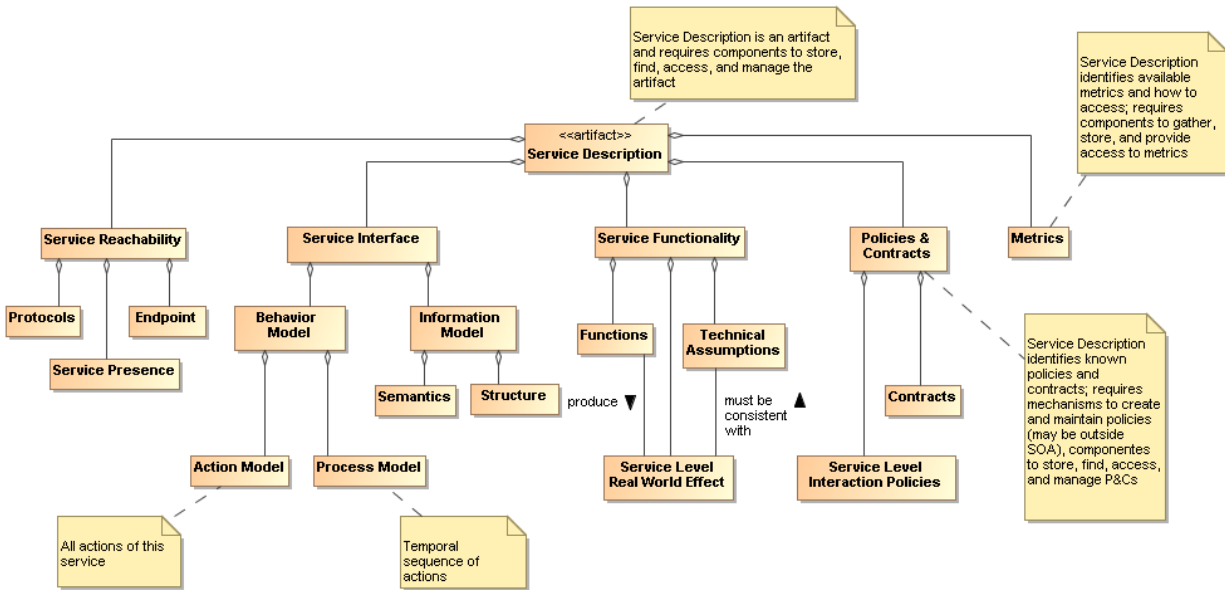 Service Description is an artifact
and requires components to store,
find, access, and manage the
artifact
Service Description
identifies available
metrics and how to
access; requires
components to gather,
store, and provide
access to metrics
<<artifact>>
Service Description
Service Reachability
Service Interface
Service Functionality
Policies &
Contracts
Metrics
Protocols
Endpoint
Service Presence
Behavior
Model
Information
Model
Functions
Technical
Assumptions
Semantics
Structure
produce
must be
consistent
with
Contracts
Service Description
identifies known
policies and
contracts; requires
mechanisms to create
and maintain policies
(may be outside
SOA), componentes
to store, find, access,
and manage P&Cs
Action Model
Process Model
Service Level
Real World Effect
Service Level
Interaction Policies
All actions of this
service
Temporal
sequence of
actions